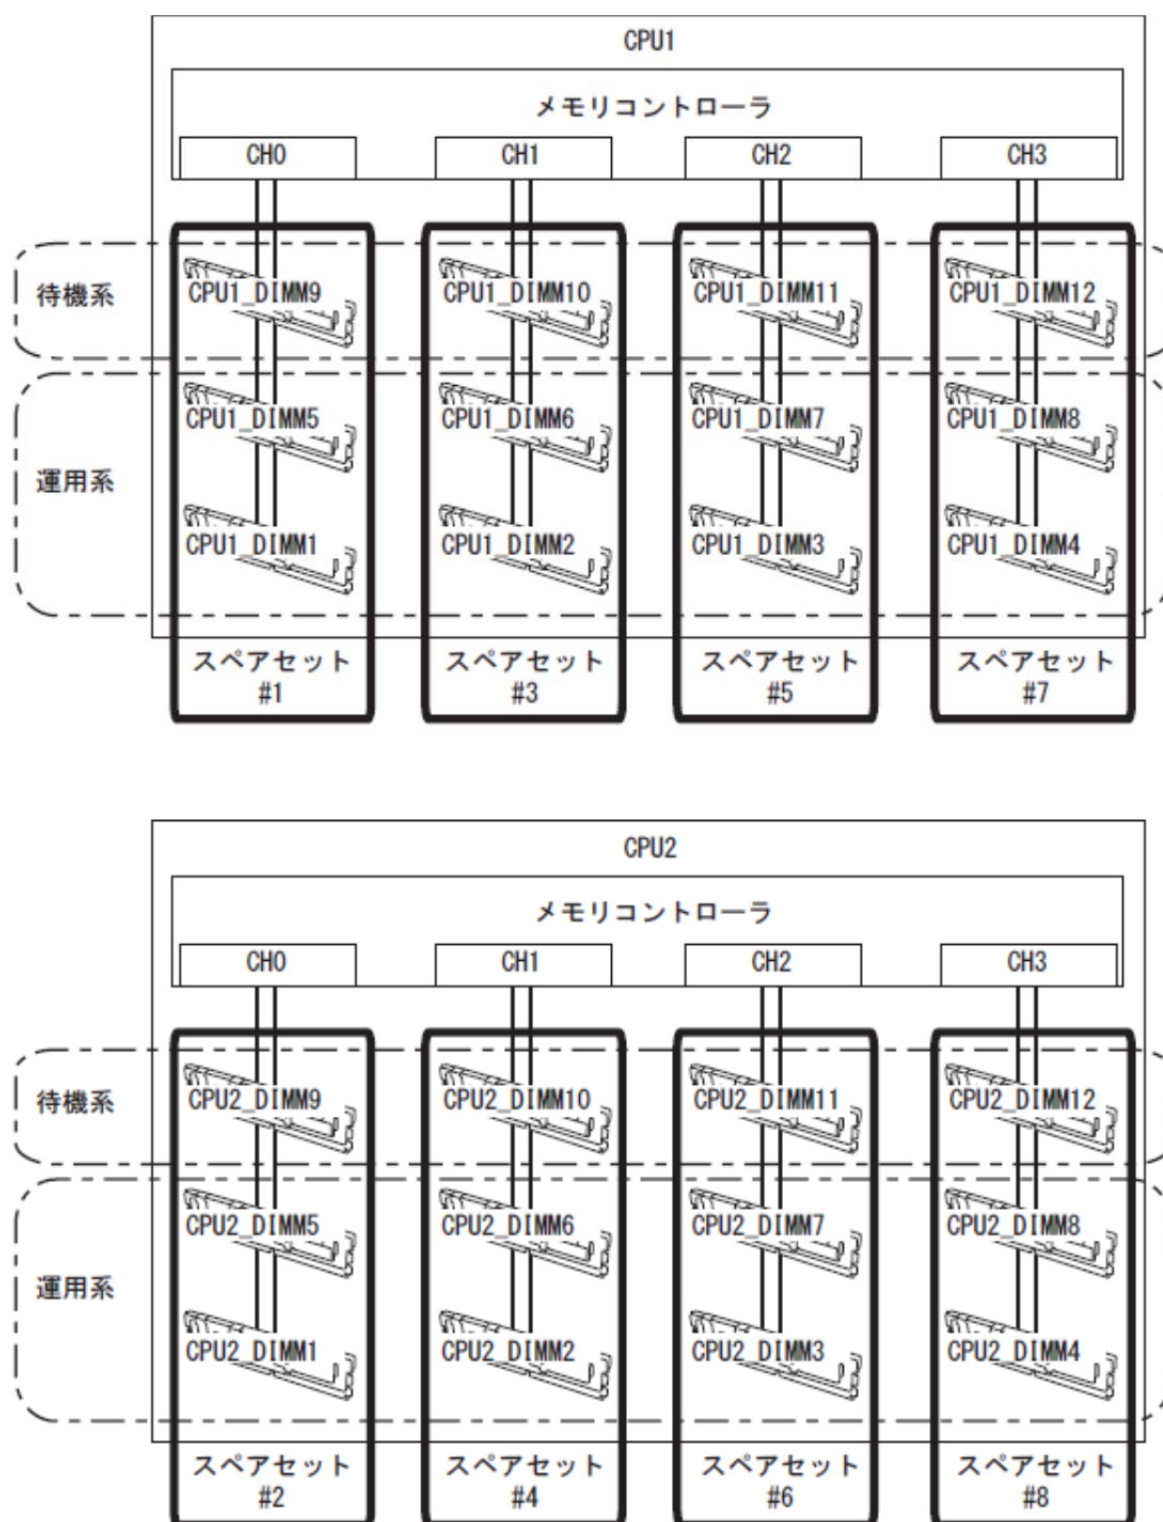 CPU1
メモリコントローラ
CH0 CH1 CH2 CH3
待機系 CPU1_DIMM9 CPU1_DIMM10 CPU1_DIMM11 CPU1_DIMM12
CPU1_DIMM5 CPU1_DIMM6 CPU1_DIMM7 CPU1_DIMM8
運用系
CPU1_DIMM1 CPU1_DIMM2 CPU1_DIMM3 CPU1_DIMM4
スペアセット スペアセット スペアセット スペアセット
#1 #3 #5 #7
CPU2
メモリコントローラ
CH0 CH1 CH2 CH3
待機系 CPU2_DIMM9 CPU2_DIMM10 CPU2_DIMM11 CPU2_DIMM12
CPU2_DIMM5 CPU2_DIMM6 CPU2_DIMM7 CPU2_DIMM8
運用系
CPU2_DIMM1 CPU2_DIMM2 CPU2_DIMM3 CPU2_DIMM4
スペアセット スペアセット スペアセット スペアセット
#2 #4 #6 #8